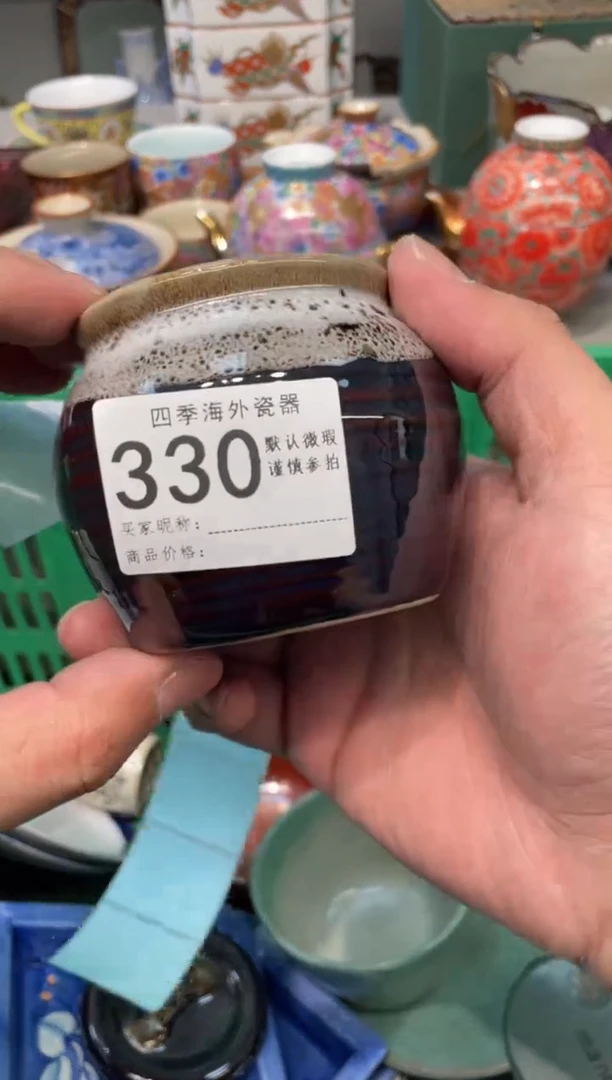 四季海外瓷器
330
默认微瑕
谨慎参拍
买家昵称:
商品价格: